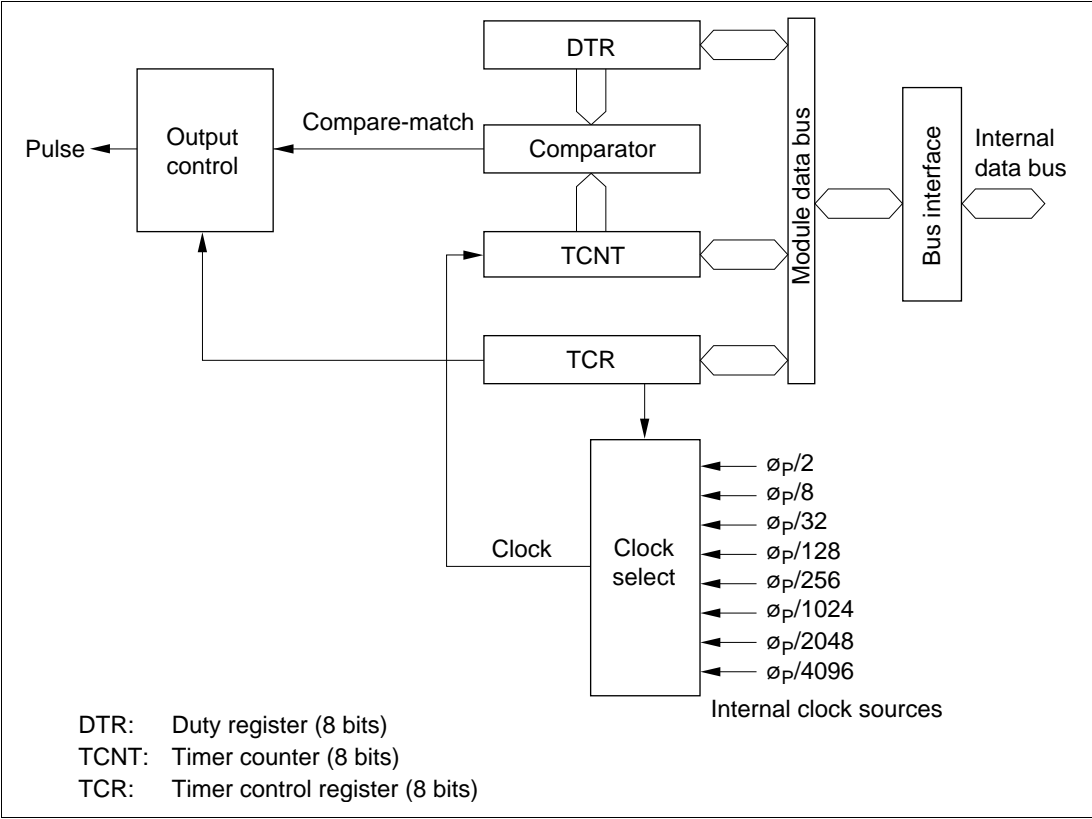 DTR
Compare-match
Output
control
Pulse
Comparator
Module data bus
Bus interface
Internal
data bus
TCNT
TCR
Clock
Clock
select
øP/2
øP/8
øP/32
øP/128
øP/256
øP/1024
øP/2048
øP/4096
Internal clock sources
DTR: Duty register (8 bits)
TCNT: Timer counter (8 bits)
TCR: Timer control register (8 bits)